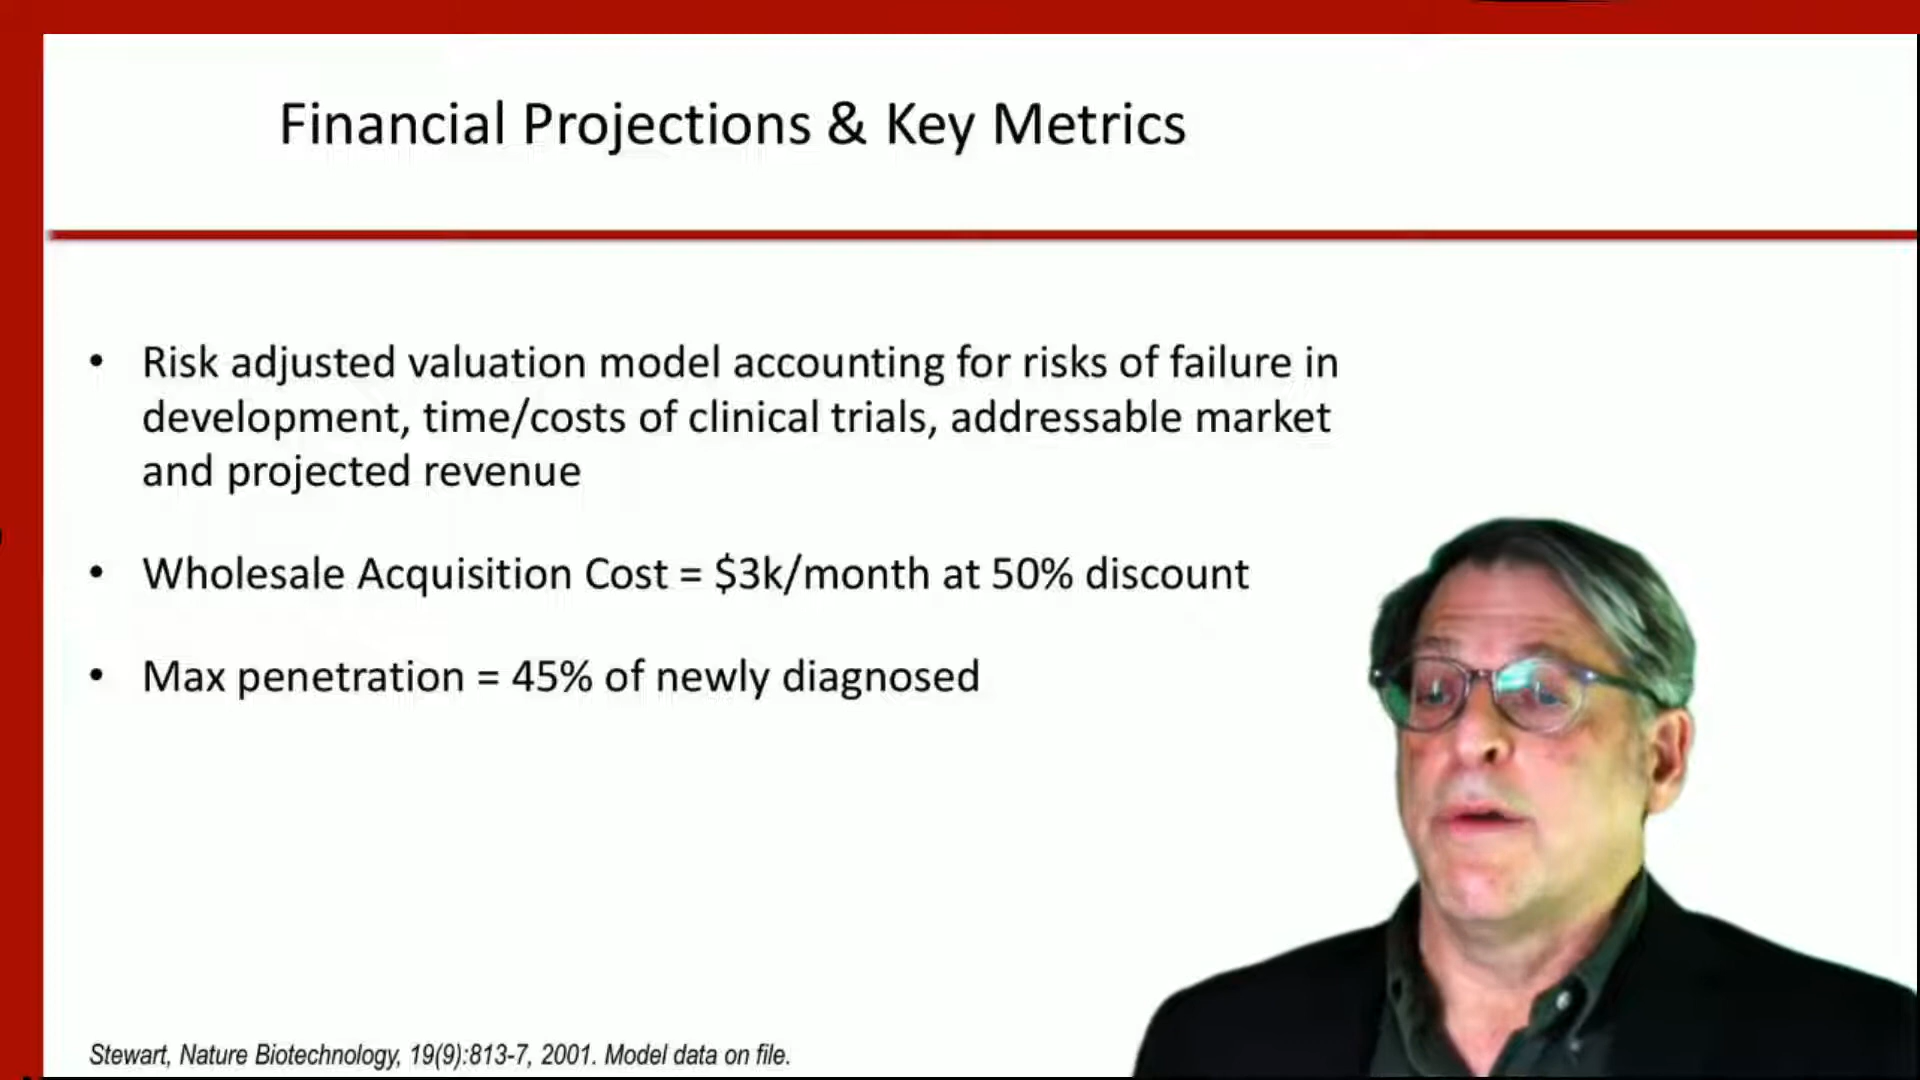 Financial Projections & Key Metrics
• Risk adjusted valuation model accounting for risks of failure in
development, time/costs of clinical trials, addressable market
and projected revenue
• Wholesale Acquisition Cost = $3k/month at 50% discount
• Max penetration = 45% of newly diagnosed
Stewart, Nature Biotechnology, 19(9):813-7, 2001. Model data on file.